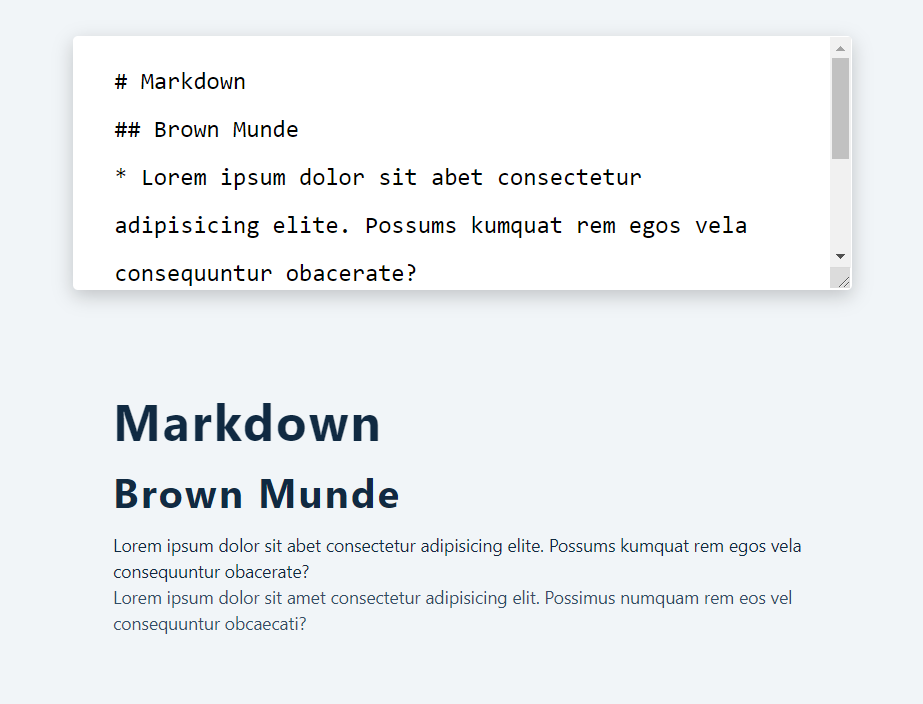 # Markdown
## Brown Munde
* Lorem ipsum dolor sit abet consectetur
adipisicing elite. Possums kumquat rem egos vela
consequuntur obacerate?
Markdown
Brown Munde
Lorem ipsum dolor sit abet consectetur adipisicing elite. Possums kumquat rem egos vela
consequuntur obacerate?
Lorem ipsum dolor sit amet consectetur adipisicing elit. Possimus numquam rem eos vel
consequuntur obcaecati?